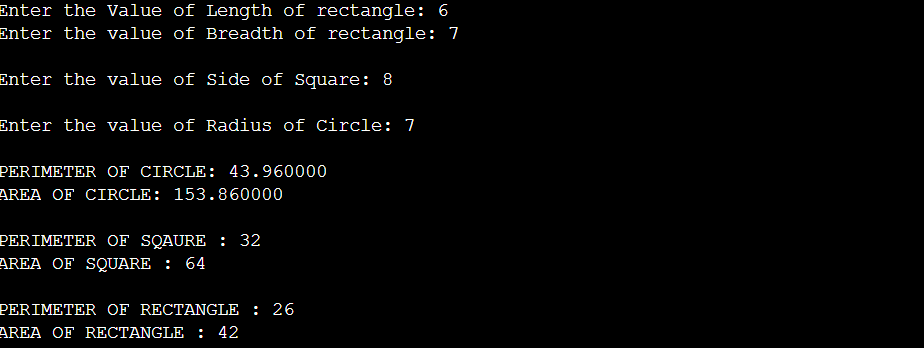 Enter the Value of Length of rectangle: 6
Enter the value of Breadth of rectangle: 7
Enter the value of Side of Square: 8
Enter the value of Radius of Circle: 7
PERIMETER OF CIRCLE: 43.960000
AREA OF CIRCLE: 153.860000
PERIMETER OF SQAURE : 32
AREA OF SQUARE : 64
PERIMETER OF RECTANGLE : 26
AREA OF RECTANGLE : 42